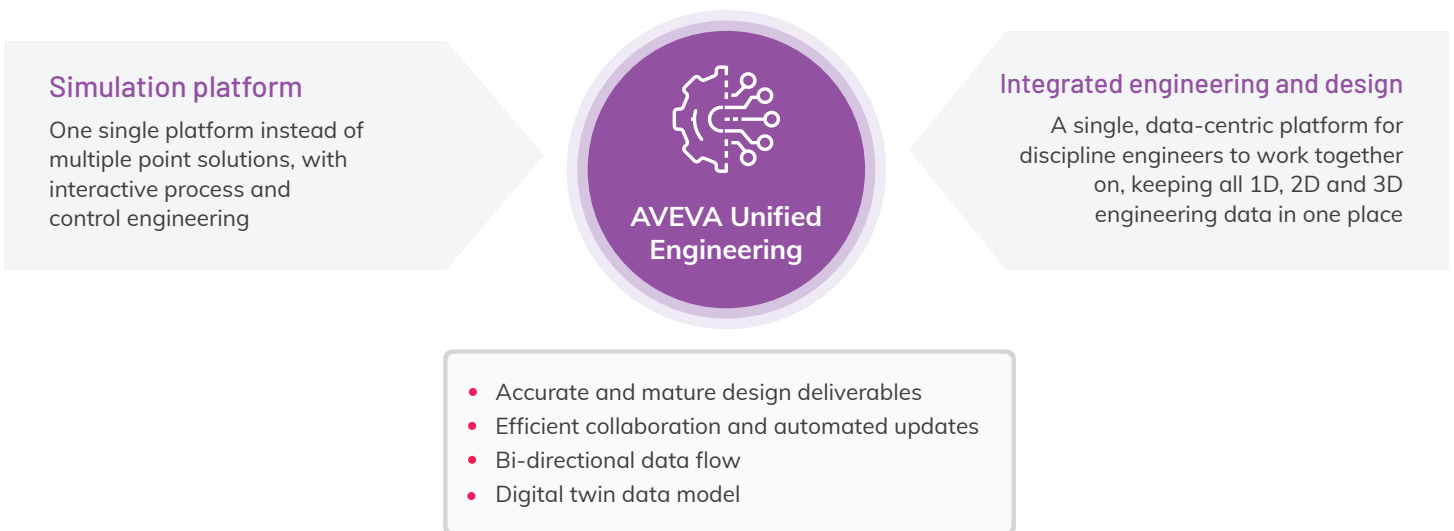 Simulation platform
One single platform instead of
multiple point solutions, with
interactive process and
control engineering
AVEVA Unified
Engineering
Integrated engineering and design
A single, data-centric platform for
discipline engineers to work together
on, keeping all 1D, 2D and 3D
engineering data in one place
• Accurate and mature design deliverables
• Efficient collaboration and automated updates
• Bi-directional data flow
• Digital twin data model